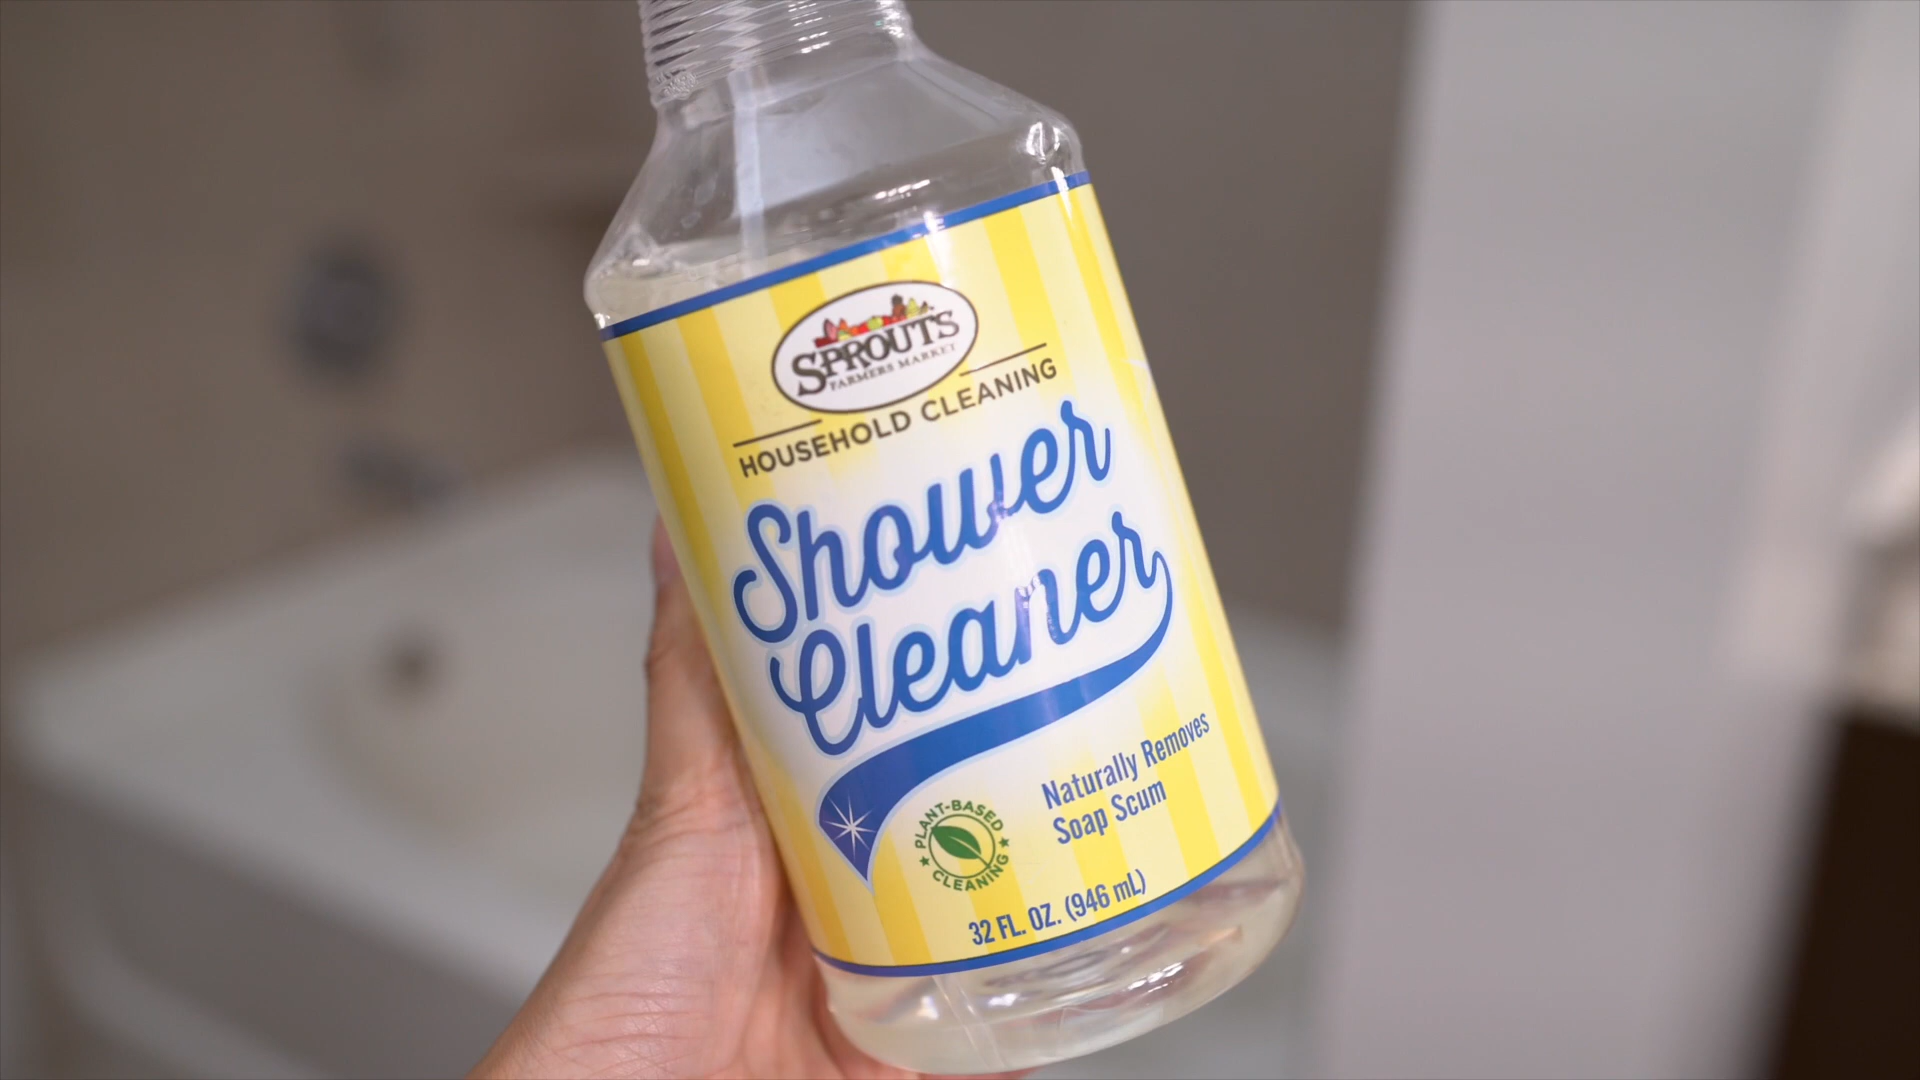 SPROUTS
FARMERS MARKET
HOUSEHOLD CLEANING
Shower
Cleaner
Naturally Removes
Soap Scum
PLANT-BASED
CLEANING
32 FL. OZ. (946 mL)